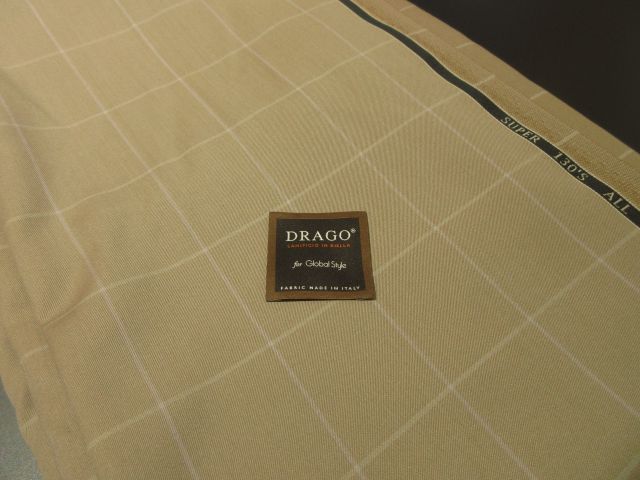 SUPER 130'S ALL
DRAGO®
LANIFICIO IN BIELLA
for Global Style
FABRIC MADE IN ITALY